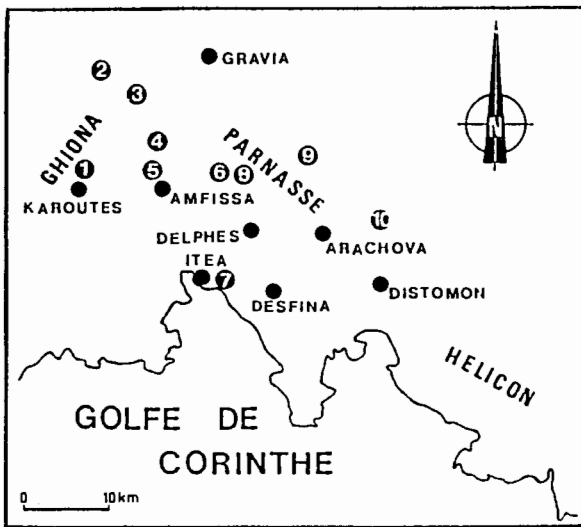 GRAVIA
2
3
GHIONA
PARNASSE
N
4
9
1
5
6
8
KAROUTES
AMFISSA
10
DELPHES
ARACHOVA
ITEA
7
DESFINA
DISTOMON
HELICON
GOLFE DE
CORINTHE
0 10km